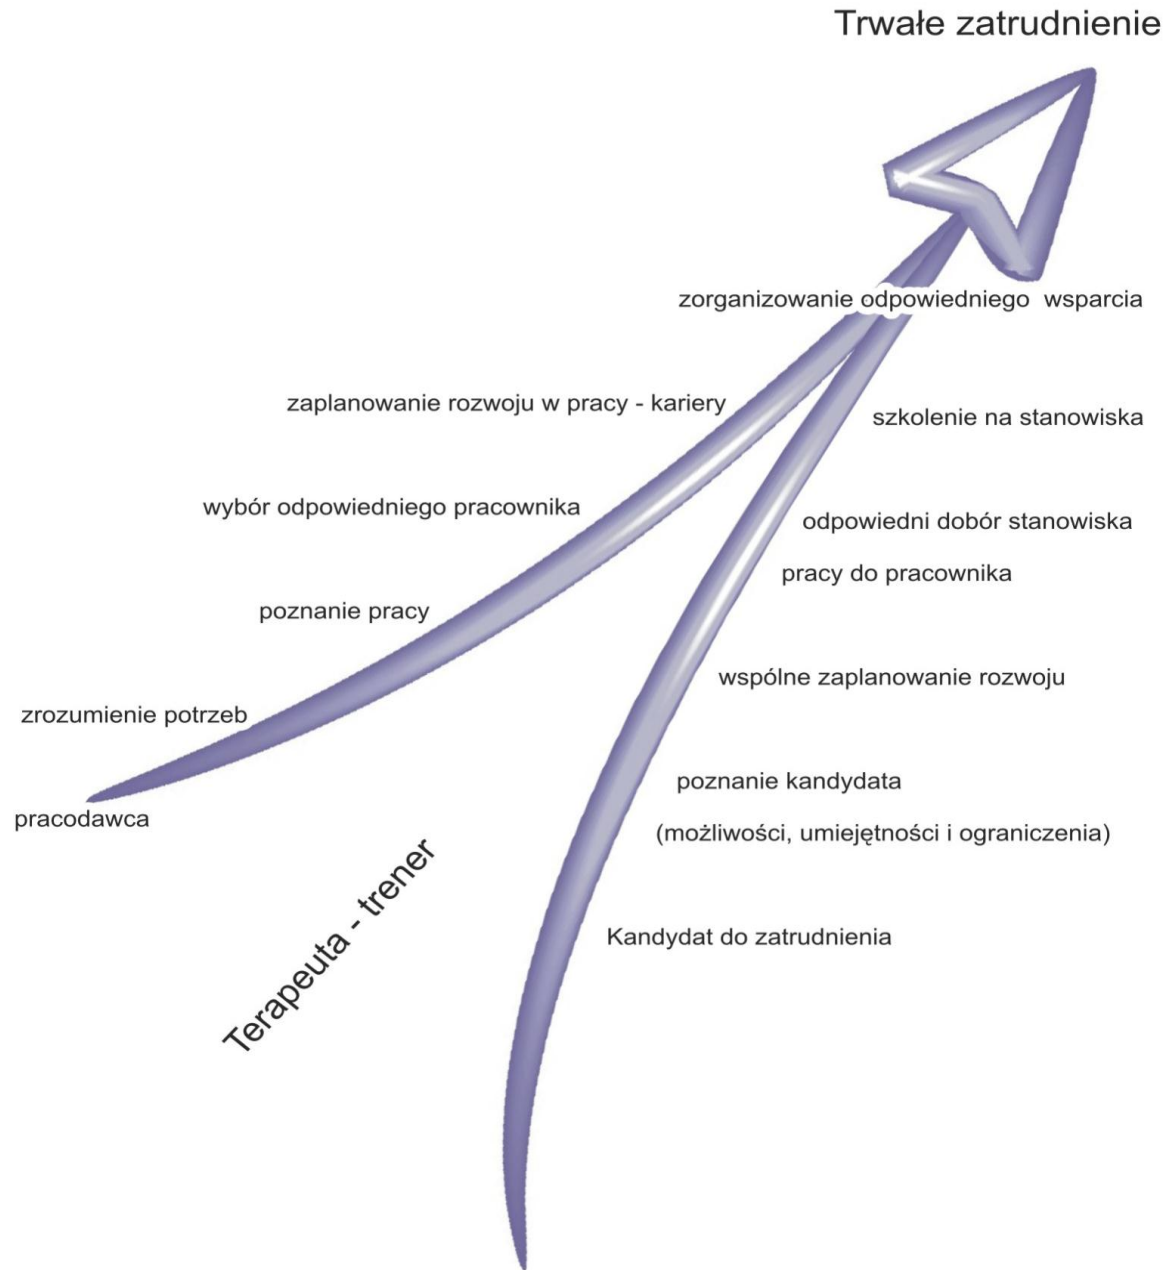 Trwałe zatrudnienie
zorganizowanie odpowiedniego wsparcia
zaplanowanie rozwoju w pracy - kariery
szkolenie na stanowiska
wybór odpowiedniego pracownika
odpowiedni dobór stanowiska
pracy do pracownika
poznanie pracy
wspólne zaplanowanie rozwoju
zrozumienie potrzeb
poznanie kandydata
pracodawca
(możliwości, umiejętności i ograniczenia)
Terapeuta - trener
Kandydat do zatrudnienia